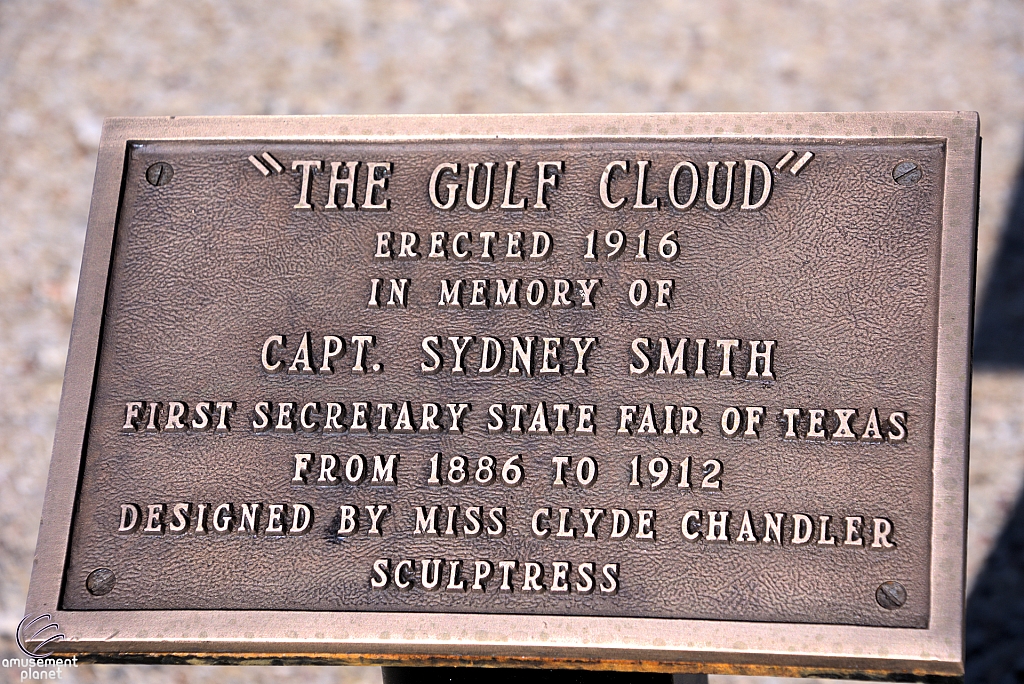 "THE GULF CLOUD"
ERECTED 1916
IN MEMORY OF
CAPT. SYDNEY SMITH
FIRST SECRETARY STATE FAIR OF TEXAS
FROM 1886 TO 1912
DESIGNED BY MISS CLYDE CHANDLER
SCULPTRESS
amusement
planet